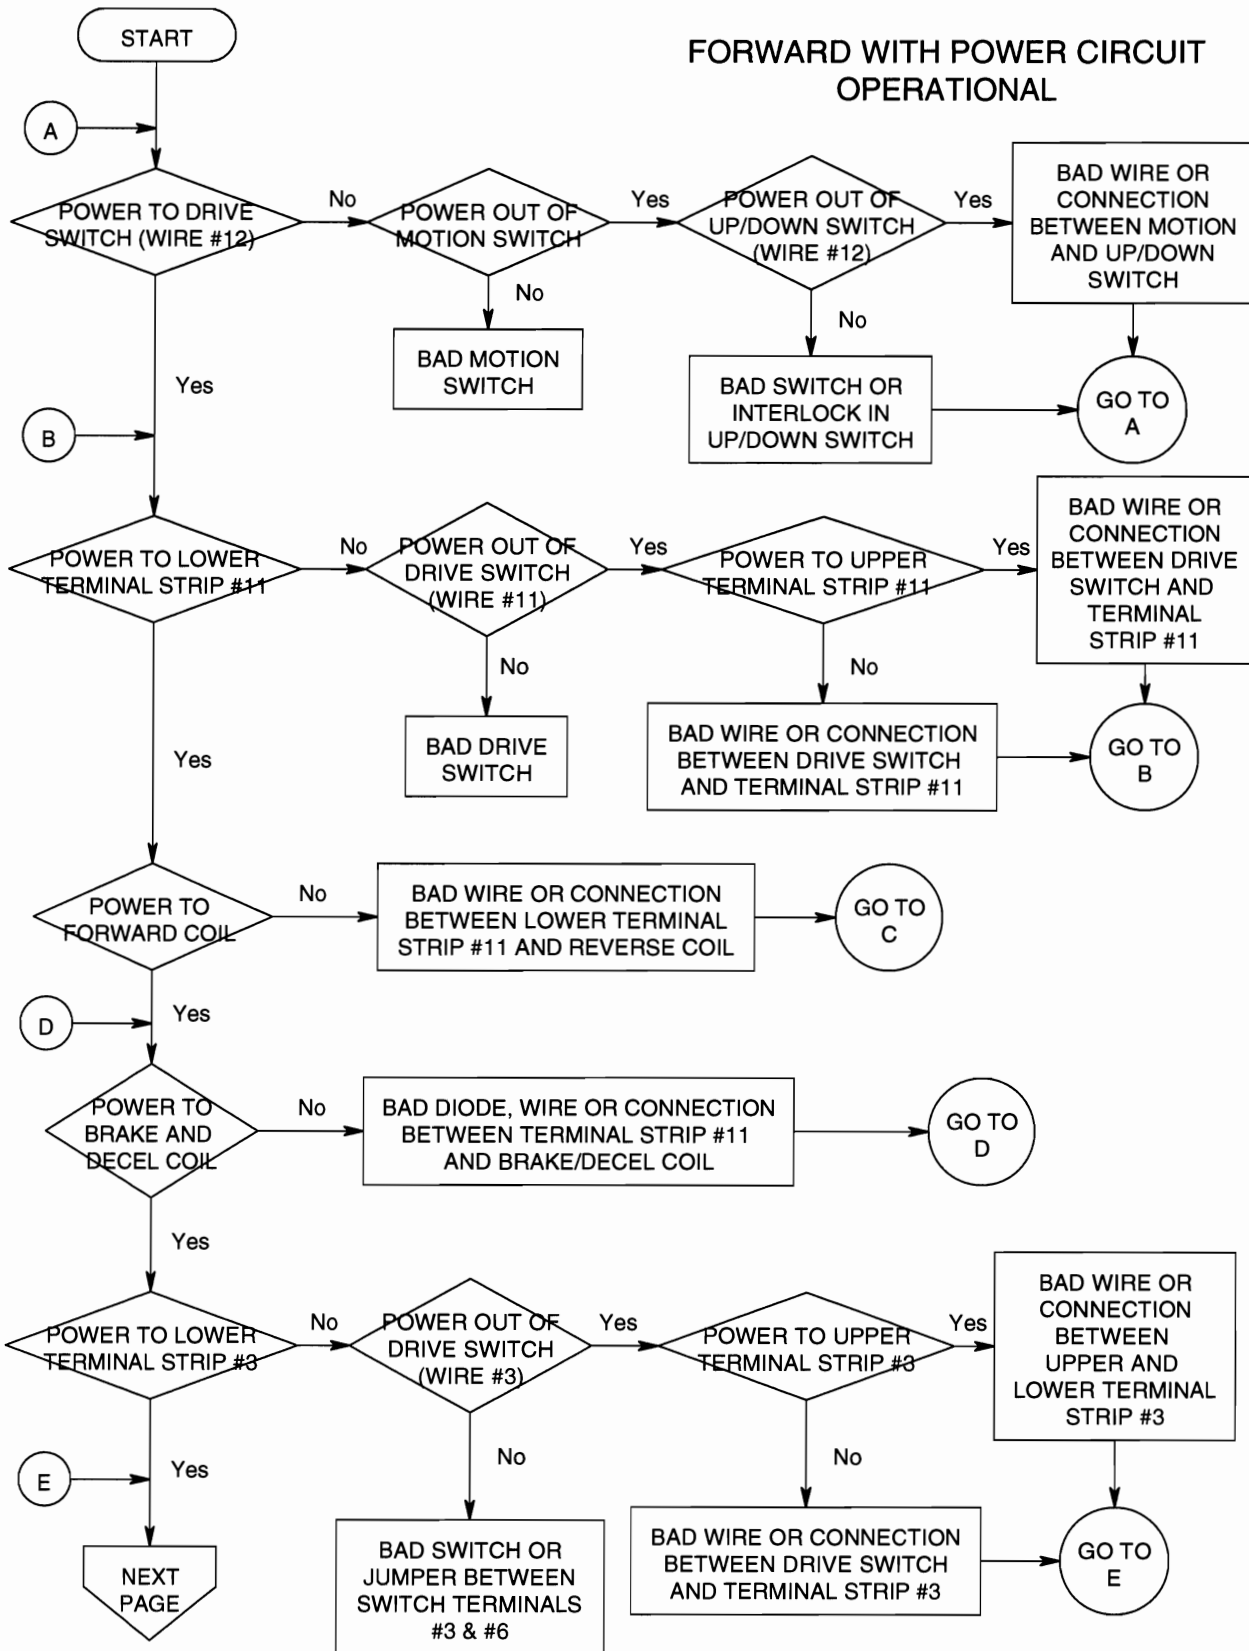 START
FORWARD WITH POWER CIRCUIT
OPERATIONAL
A
POWER TO DRIVE
SWITCH (WIRE #12)
No
POWER OUT OF
MOTION SWITCH
Yes
POWER OUT OF
UP/DOWN SWITCH
(WIRE #12)
Yes
BAD WIRE OR
CONNECTION
BETWEEN MOTION
AND UP/DOWN
SWITCH
No
BAD MOTION
SWITCH
No
BAD SWITCH OR
INTERLOCK IN
UP/DOWN SWITCH
GO TO
A
Yes
B
POWER TO LOWER
TERMINAL STRIP #11
No
POWER OUT OF
DRIVE SWITCH
(WIRE #11)
Yes
POWER TO UPPER
TERMINAL STRIP #11
Yes
BAD WIRE OR
CONNECTION
BETWEEN DRIVE
SWITCH AND
TERMINAL
STRIP #11
No
BAD DRIVE
SWITCH
No
BAD WIRE OR CONNECTION
BETWEEN DRIVE SWITCH
AND TERMINAL STRIP #11
GO TO
B
Yes
POWER TO
FORWARD COIL
No
BAD WIRE OR CONNECTION
BETWEEN LOWER TERMINAL
STRIP #11 AND REVERSE COIL
GO TO
C
Yes
D
POWER TO
BRAKE AND
DECEL COIL
No
BAD DIODE, WIRE OR CONNECTION
BETWEEN TERMINAL STRIP #11
AND BRAKE/DECEL COIL
GO TO
D
Yes
POWER TO LOWER
TERMINAL STRIP #3
No
POWER OUT OF
DRIVE SWITCH
(WIRE #3)
Yes
POWER TO UPPER
TERMINAL STRIP #3
Yes
BAD WIRE OR
CONNECTION
BETWEEN
UPPER AND
LOWER TERMINAL
STRIP #3
Yes
E
NEXT
PAGE
No
BAD SWITCH OR
JUMPER BETWEEN
SWITCH TERMINALS
#3 & #6
No
BAD WIRE OR CONNECTION
BETWEEN DRIVE SWITCH
AND TERMINAL STRIP #3
GO TO
E